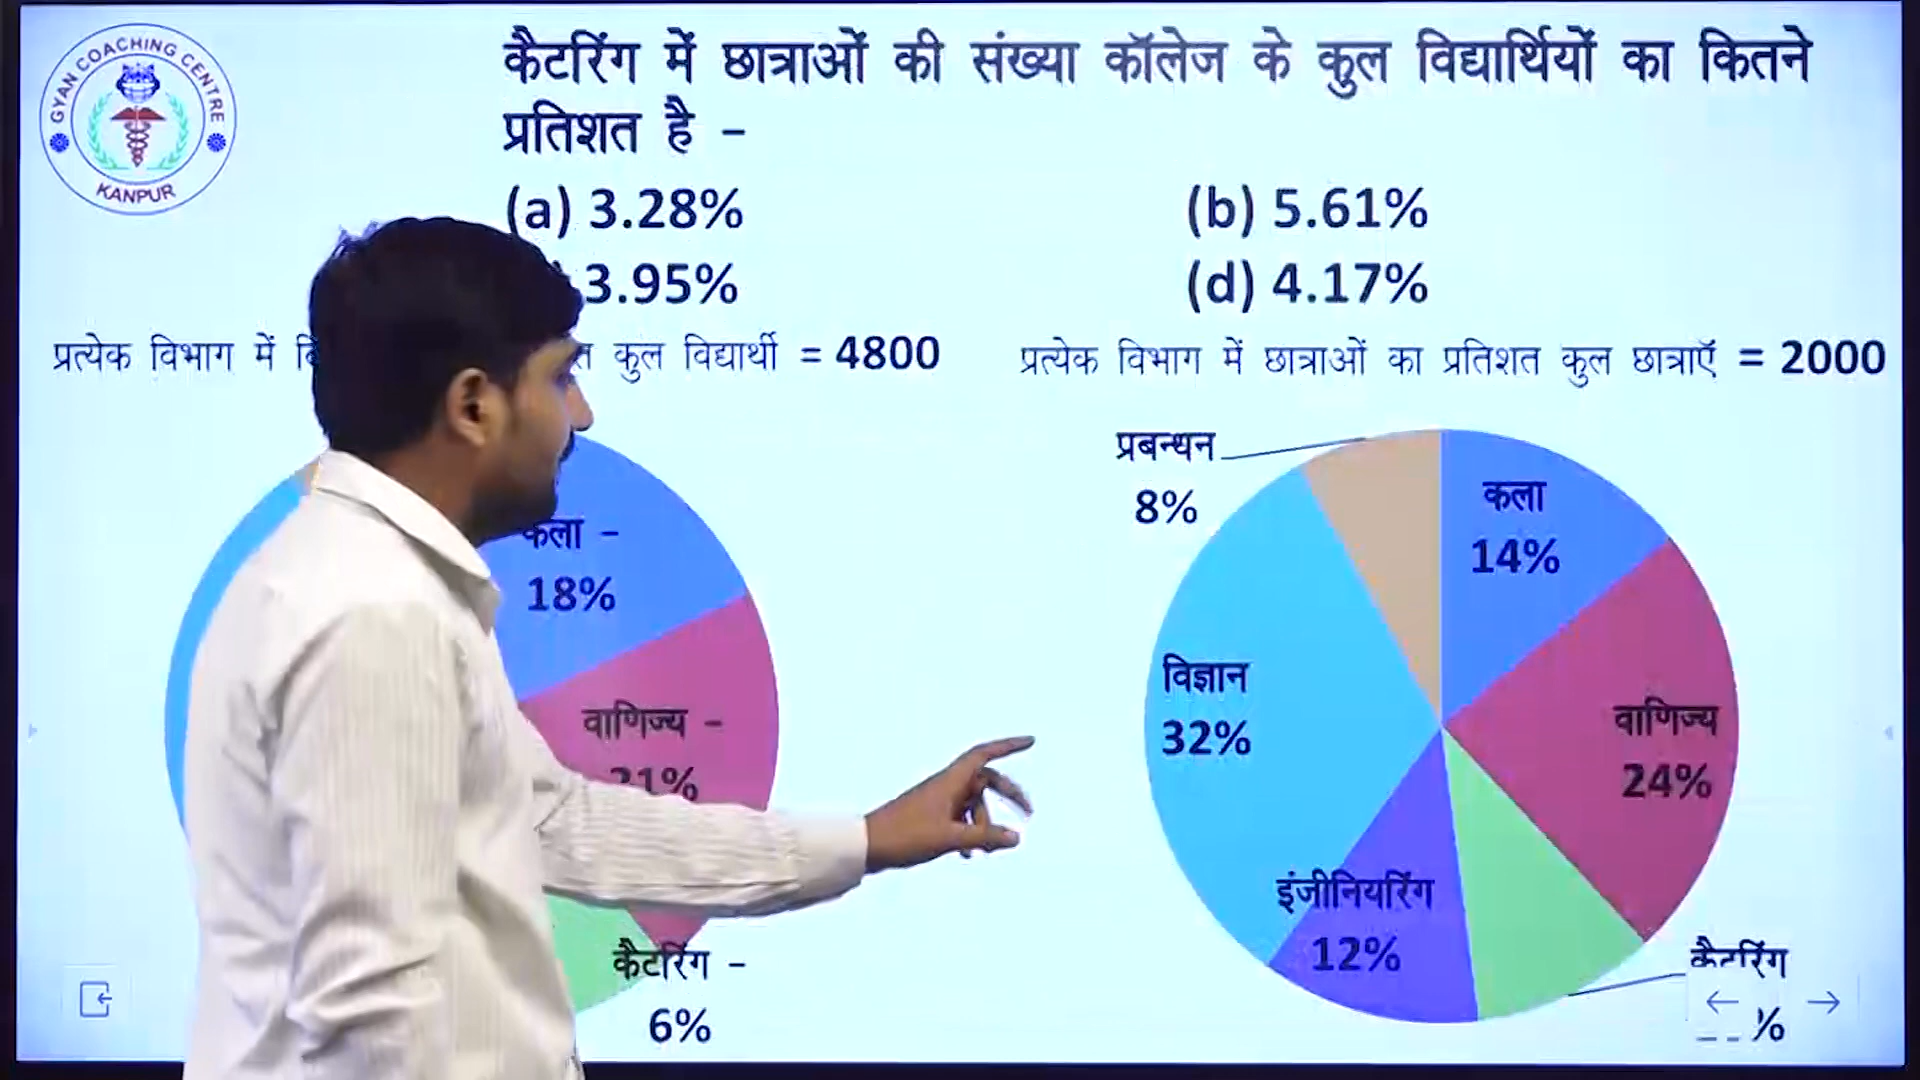 GYAN COACHING CENTRE
KANPUR
कैटरिंग में छात्राओं की संख्या कॉलेज के कुल विद्यार्थियों का कितने
प्रतिशत है –
(a) 3.28%
(b) 5.61%
3.95%
(d) 4.17%
प्रत्येक विभाग में कुल विद्यार्थी = 4800
प्रत्येक विभाग में छात्राओं का प्रतिशत कुल छात्राऍ = 2000
कला –
18%
वाणिज्य –
21%
कैटरिंग –
6%
प्रबन्धन
8%
कला
14%
विज्ञान
32%
वाणिज्य
24%
इंजीनियरिंग
12%
कैटरिंग
%